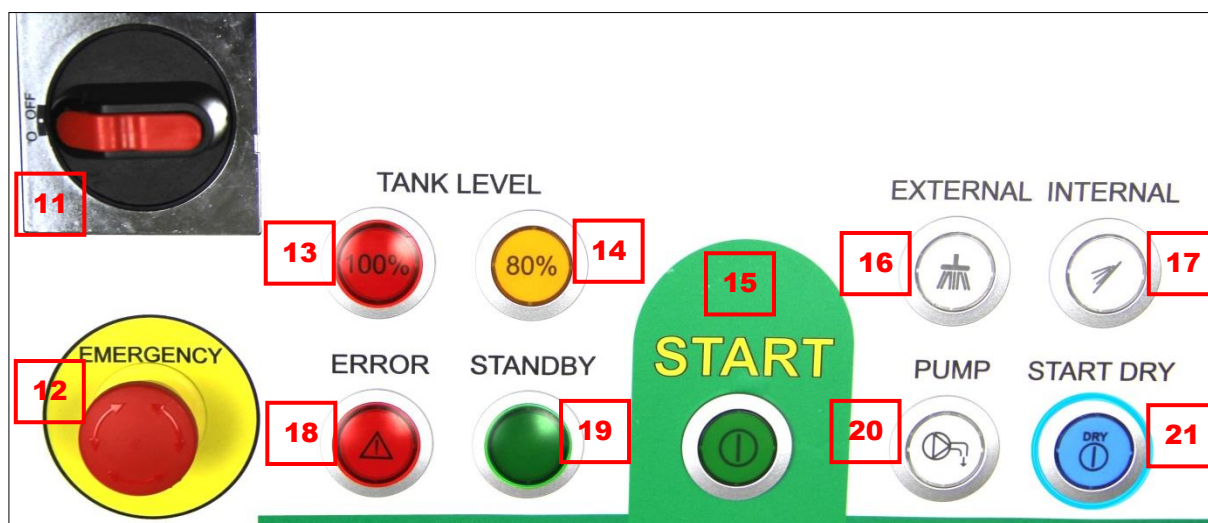 O OFF
11
TANK LEVEL
EXTERNAL INTERNAL
13
100%
80%
14
15
16
17
EMERGENCY
12
ERROR
STANDBY
START
PUMP
START DRY
18
19
20
DRY
21